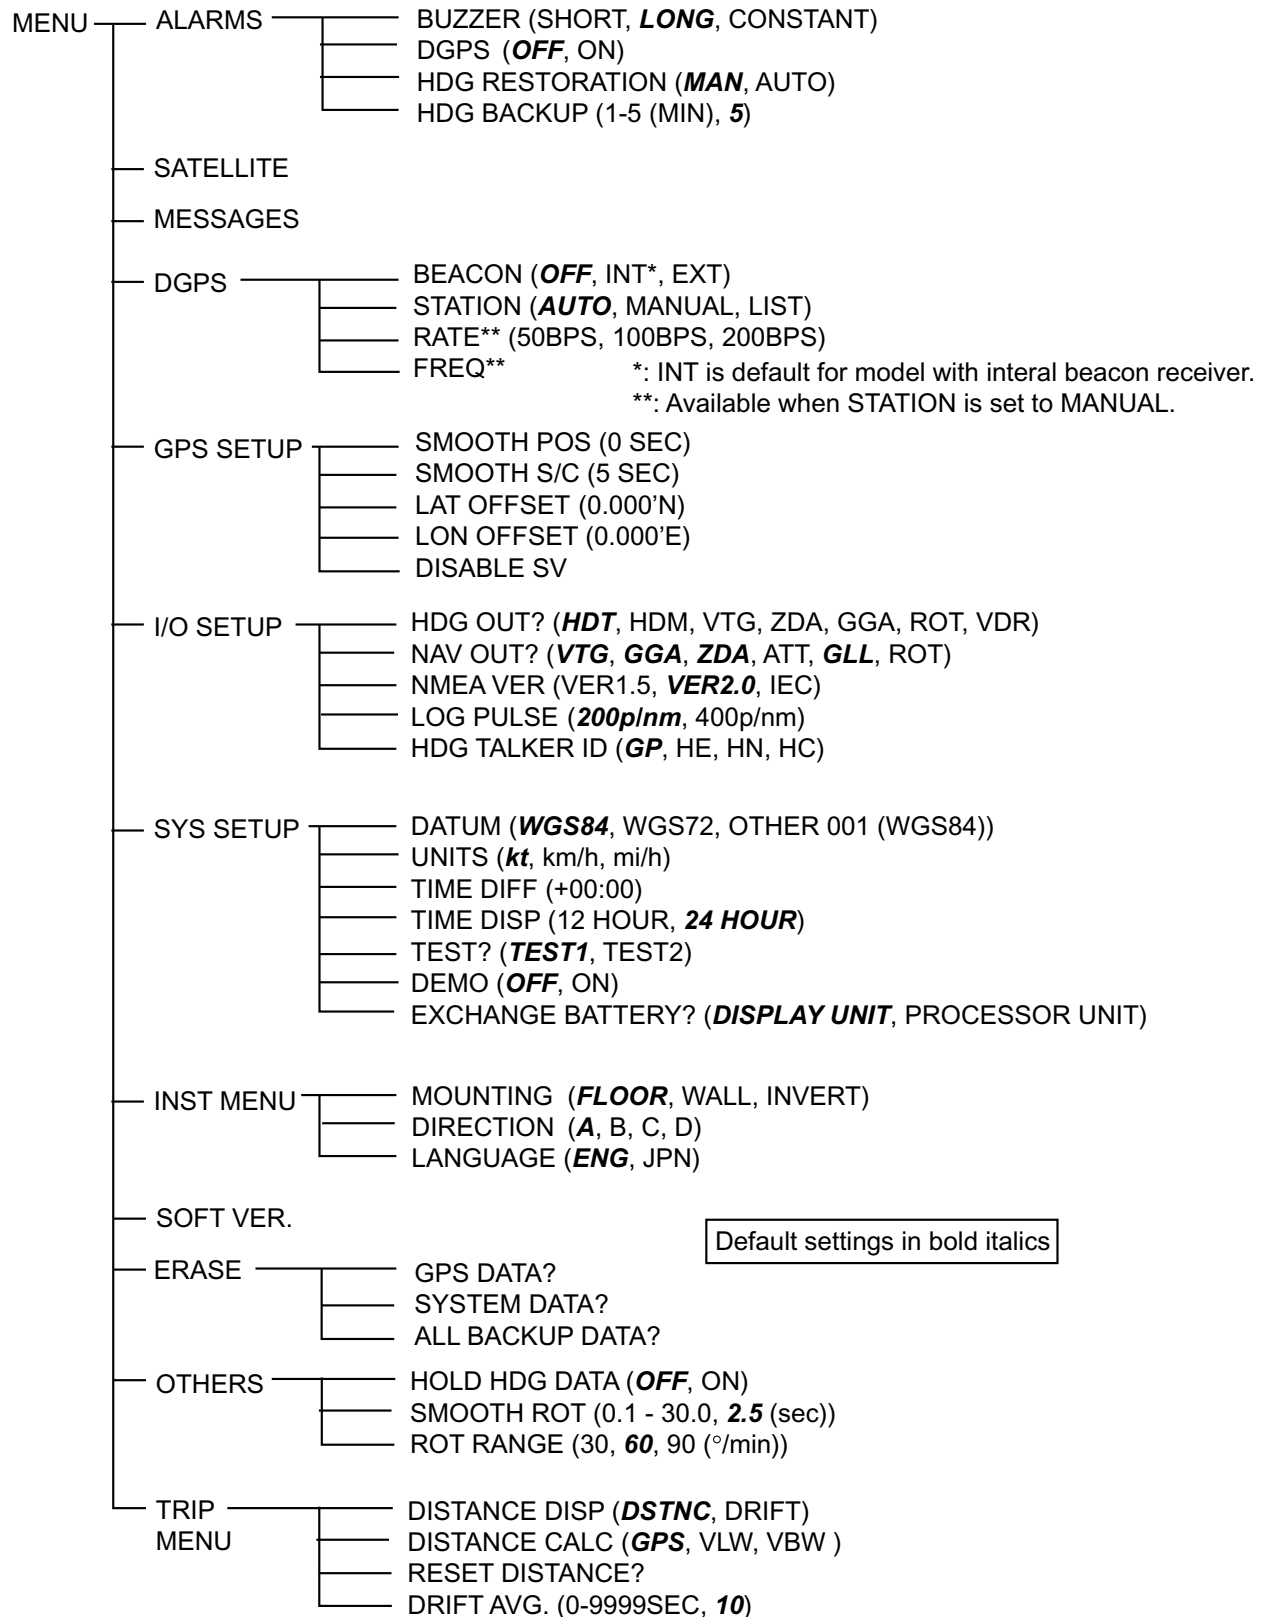 MENU
ALARMS
BUZZER (SHORT, LONG, CONSTANT)
DGPS (OFF, ON)
HDG RESTORATION (MAN, AUTO)
HDG BACKUP (1-5 (MIN), 5)
SATELLITE
MESSAGES
DGPS
BEACON (OFF, INT*, EXT)
STATION (AUTO, MANUAL, LIST)
RATE** (50BPS, 100BPS, 200BPS)
FREQ**
*: INT is default for model with interal beacon receiver.
**: Available when STATION is set to MANUAL.
GPS SETUP
SMOOTH POS (0 SEC)
SMOOTH S/C (5 SEC)
LAT OFFSET (0.000’N)
LON OFFSET (0.000’E)
DISABLE SV
I/O SETUP
HDG OUT? (HDT, HDM, VTG, ZDA, GGA, ROT, VDR)
NAV OUT? (VTG, GGA, ZDA, ATT, GLL, ROT)
NMEA VER (VER1.5, VER2.0, IEC)
LOG PULSE (200p/nm, 400p/nm)
HDG TALKER ID (GP, HE, HN, HC)
SYS SETUP
DATUM (WGS84, WGS72, OTHER 001 (WGS84))
UNITS (kt, km/h, mi/h)
TIME DIFF (+00:00)
TIME DISP (12 HOUR, 24 HOUR)
TEST? (TEST1, TEST2)
DEMO (OFF, ON)
EXCHANGE BATTERY? (DISPLAY UNIT, PROCESSOR UNIT)
INST MENU
MOUNTING (FLOOR, WALL, INVERT)
DIRECTION (A, B, C, D)
LANGUAGE (ENG, JPN)
SOFT VER.
Default settings in bold italics
ERASE
GPS DATA?
SYSTEM DATA?
ALL BACKUP DATA?
OTHERS
HOLD HDG DATA (OFF, ON)
SMOOTH ROT (0.1 - 30.0, 2.5 (sec))
ROT RANGE (30, 60, 90 (°/min))
TRIP
MENU
DISTANCE DISP (DSTNC, DRIFT)
DISTANCE CALC (GPS, VLW, VBW )
RESET DISTANCE?
DRIFT AVG. (0-9999SEC, 10)